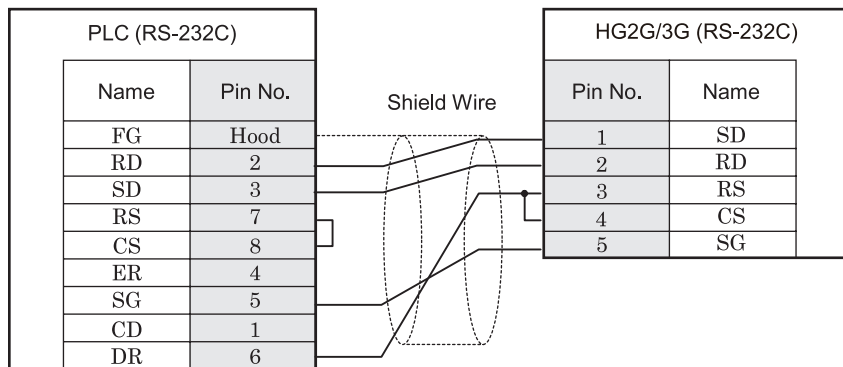 PLC (RS-232C)
Name Pin No.
FG Hood
RD 2
SD 3
RS 7
CS 8
ER 4
SG 5
CD 1
DR 6
Shield Wire
HG2G/3G (RS-232C)
Pin No. Name
1 SD
2 RD
3 RS
4 CS
5 SG